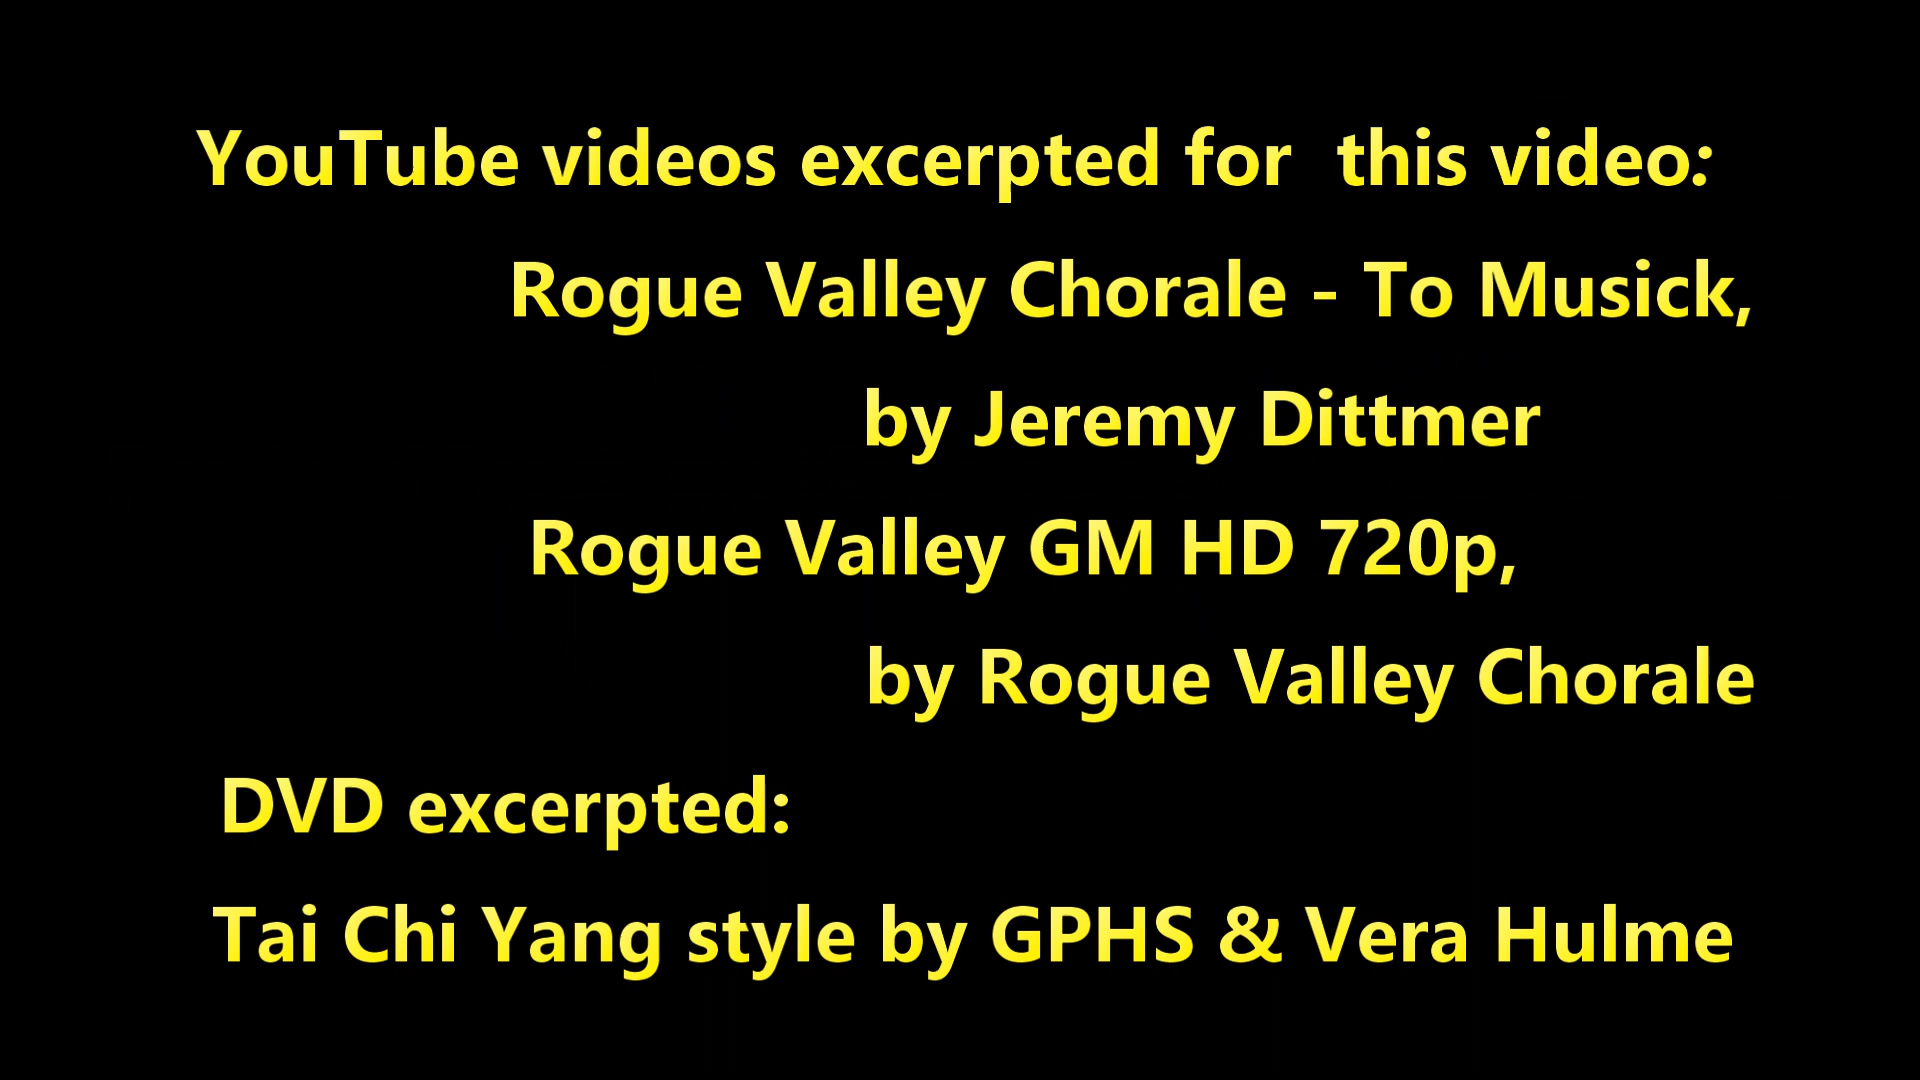 YouTube videos excerpted for  this video:
Rogue Valley Chorale - To Musick,
by Jeremy Dittmer
Rogue Valley GM HD 720p,
by Rogue Valley Chorale
DVD excerpted:
Tai Chi Yang style by GPHS & Vera Hulme